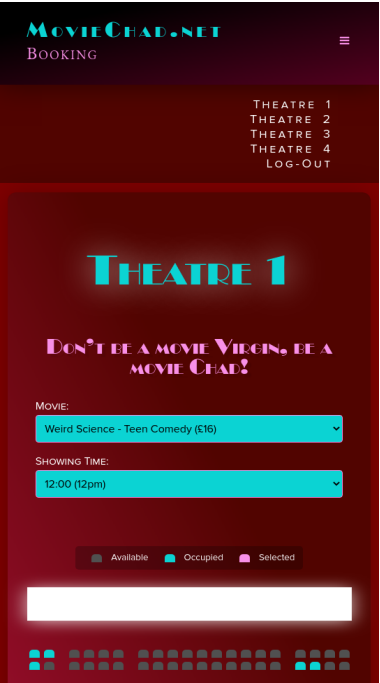 MovieChad.net
Booking
Theatre 1
Theatre 2
Theatre 3
Theatre 4
Log-Out
Theatre 1
Don't be a movie Virgin, be a
movie Chad!
Movie:
Weird Science - Teen Comedy (£16)
Showing Time:
12:00 (12pm)
Available Occupied Selected